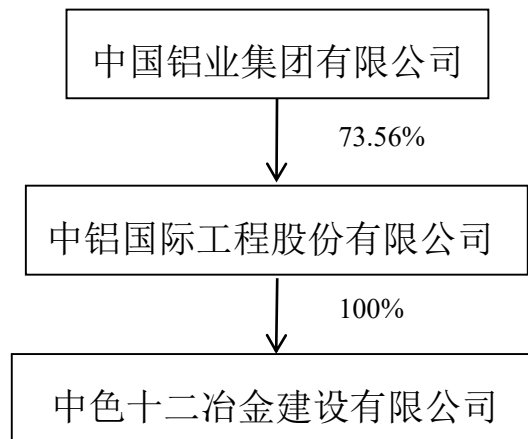 中国铝业集团有限公司
73.56%
中铝国际工程股份有限公司
100%
中色十二冶金建设有限公司